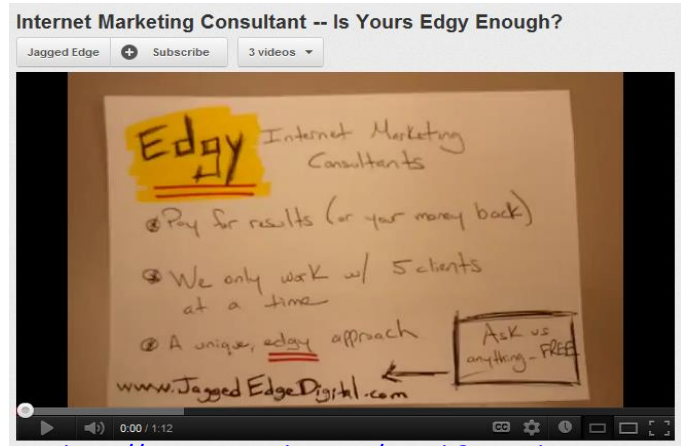 Internet Marketing Consultant -- Is Yours Edgy Enough?
Jagged Edge
Subscribe
3 videos
Edgy Internet Marketing
Consultants
Pay for results (or your money back)
We only work w/ 5 clients
at a time
A unique, edgy approach
Ask us
anything - FREE
www.JaggedEdgeDigital.com
0:00 / 1:12
CC